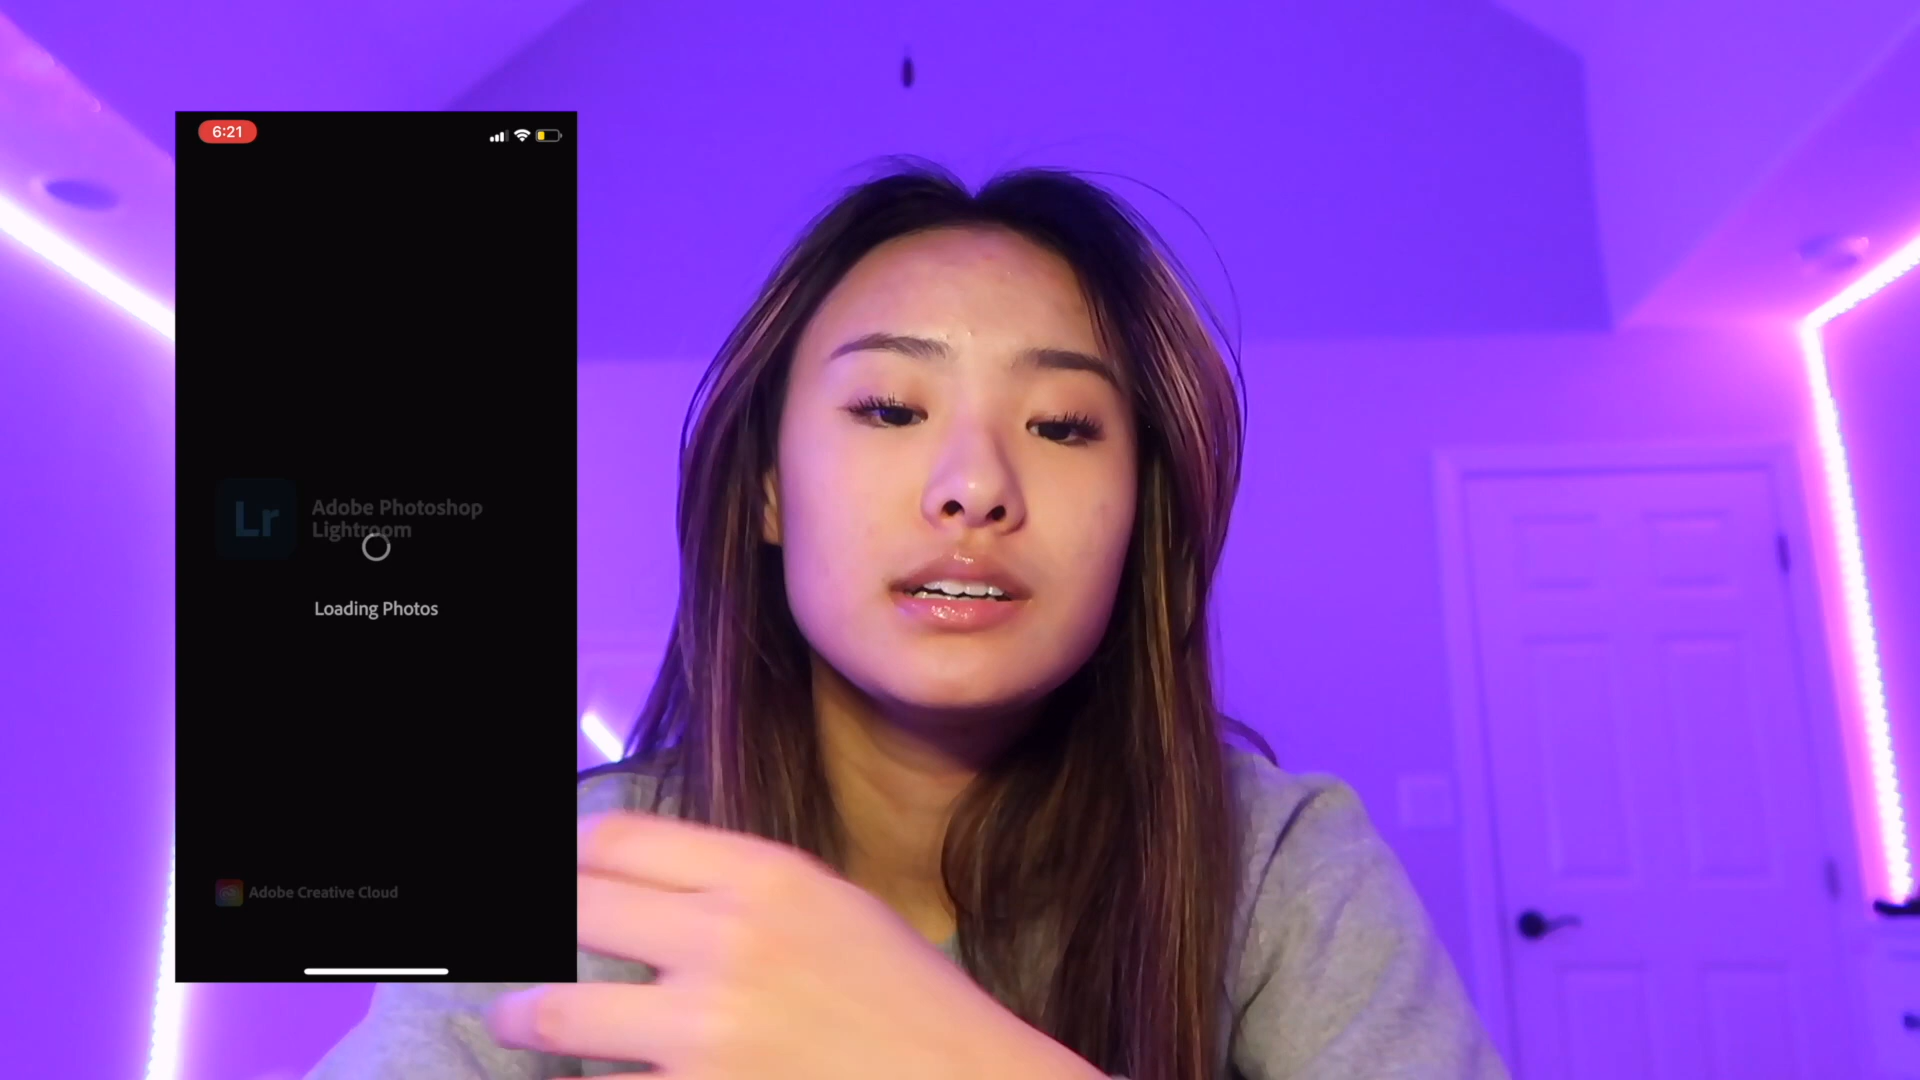 6:21
Lr
Adobe Photoshop
Lightroom
Loading Photos
Adobe Creative Cloud